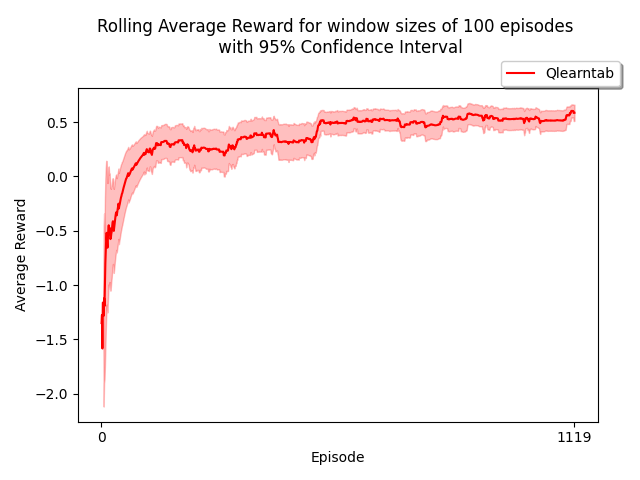 Rolling Average Reward for window sizes of 100 episodes
with 95% Confidence Interval
Qlearntab
Average Reward
0.5
0.0
−0.5
−1.0
−1.5
−2.0
0
1119
Episode